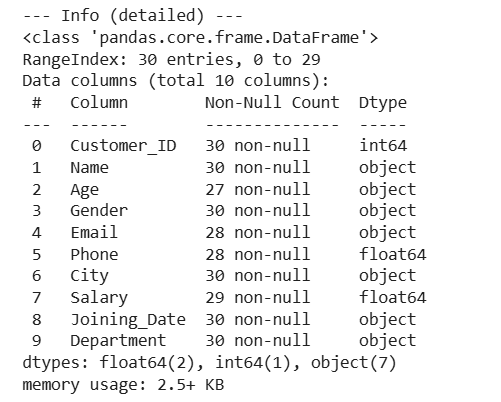 --- Info (detailed) ---
<class 'pandas.core.frame.DataFrame'>
RangeIndex: 30 entries, 0 to 29
Data columns (total 10 columns):
 #   Column        Non-Null Count  Dtype
---  ------        --------------  -----
 0   Customer_ID   30 non-null     int64
 1   Name          30 non-null     object
 2   Age           27 non-null     object
 3   Gender        30 non-null     object
 4   Email         28 non-null     object
 5   Phone         28 non-null     float64
 6   City          30 non-null     object
 7   Salary        29 non-null     float64
 8   Joining_Date  30 non-null     object
 9   Department    30 non-null     object
dtypes: float64(2), int64(1), object(7)
memory usage: 2.5+ KB